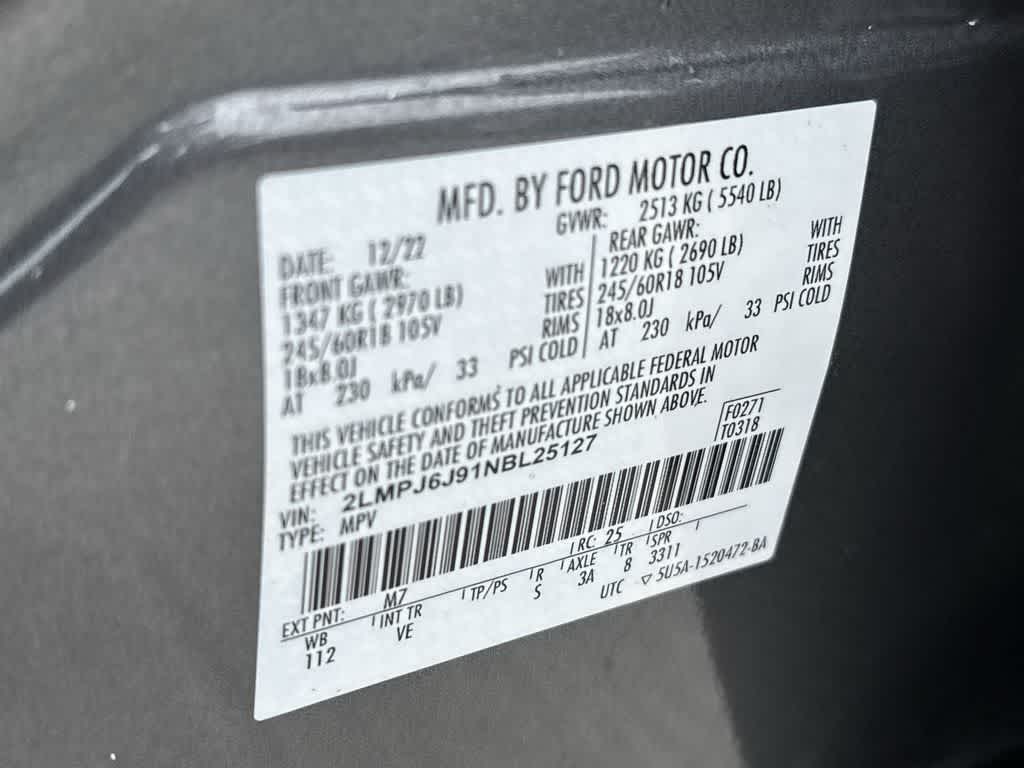 MFD. BY FORD MOTOR CO.
DATE: 12/22 GVWR: 2513 KG ( 5540 LB)
FRONT GAWR:
1347 KG ( 2970 LB) WITH
245/60R18 105V TIRES
18x8.0J RIMS
AT 230 kPa/ 33 PSI COLD
REAR GAWR:
1220 KG ( 2690 LB) WITH
245/60R18 105V TIRES
18x8.0J RIMS
AT 230 kPa/ 33 PSI COLD
THIS VEHICLE CONFORMS TO ALL APPLICABLE FEDERAL MOTOR
VEHICLE SAFETY AND THEFT PREVENTION STANDARDS IN
EFFECT ON THE DATE OF MANUFACTURE SHOWN ABOVE.
VIN: 2LMPJ6J91NBL25127
TYPE: MPV
F0271
T0318
EXT PNT: M7 RC: 25 DSO:
WB INT TR TP/PS R AXLE TR SPR
112 VE S 3A 8 3311
UTC ▽ 5U5A-1520472-BA